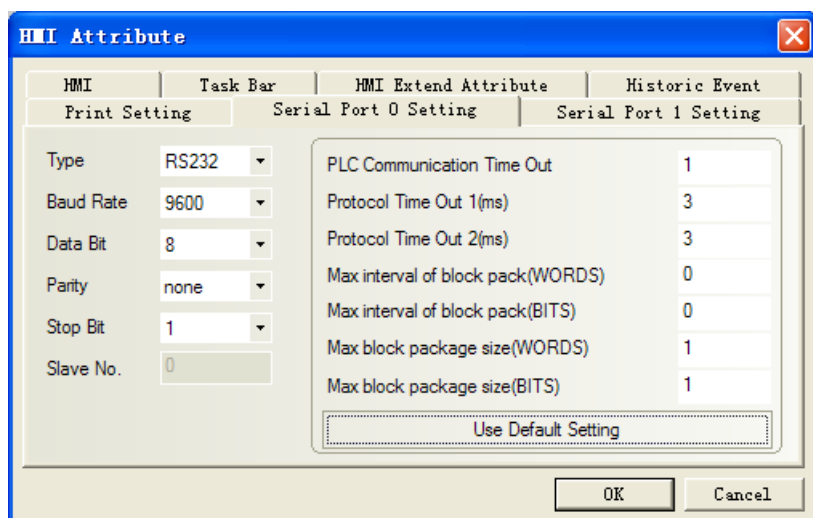 HMI Attribute
HMI Task Bar HMI Extend Attribute Historic Event
Print Setting Serial Port 0 Setting Serial Port 1 Setting
Type RS232
Baud Rate 9600
Data Bit 8
Parity none
Stop Bit 1
Slave No. 0
PLC Communication Time Out 1
Protocol Time Out 1(ms) 3
Protocol Time Out 2(ms) 3
Max interval of block pack(WORDS) 0
Max interval of block pack(BITS) 0
Max block package size(WORDS) 1
Max block package size(BITS) 1
Use Default Setting
OK Cancel